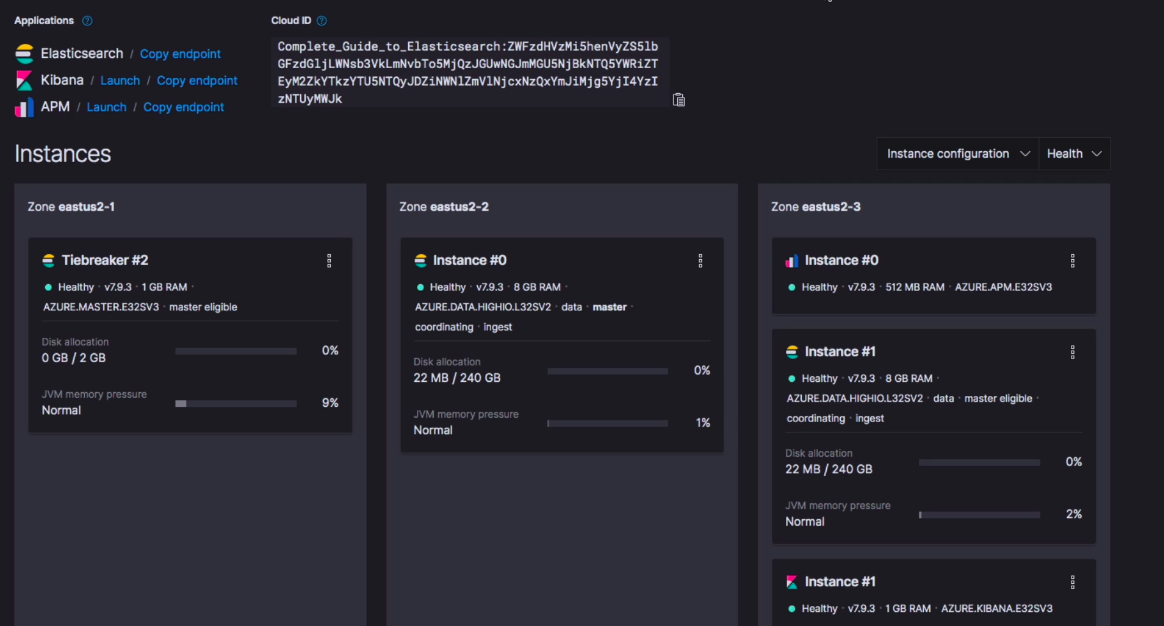 Applications
Elasticsearch / Copy endpoint
Kibana / Launch / Copy endpoint
APM / Launch / Copy endpoint
Cloud ID
Complete_Guide_to_Elasticsearch:ZWFzdHVzMi5henVyZS5lb
GFzdGljLWNsb3VkLmNvbTo5MjQzJGUwNGJmMGU5NjBkNTQ5YWRiZT
EyM2ZkYTkzYTU5NTQyJDZiNWNlZmVlNjcxNzQxYmJiMjg5YjI4YzI
zNTUyMWJk
Instances
Instance configuration
Health
Zone eastus2-1
Tiebreaker #2
Healthy · v7.9.3 · 1 GB RAM ·
AZURE.MASTER.E32SV3 · master eligible
Disk allocation
0 GB / 2 GB
0%
JVM memory pressure
Normal
9%
Zone eastus2-2
Instance #0
Healthy · v7.9.3 · 8 GB RAM ·
AZURE.DATA.HIGHIO.L32SV2 · data · master ·
coordinating · ingest
Disk allocation
22 MB / 240 GB
0%
JVM memory pressure
Normal
1%
Zone eastus2-3
Instance #0
Healthy · v7.9.3 · 512 MB RAM · AZURE.APM.E32SV3
Instance #1
Healthy · v7.9.3 · 8 GB RAM ·
AZURE.DATA.HIGHIO.L32SV2 · data · master eligible ·
coordinating · ingest
Disk allocation
22 MB / 240 GB
0%
JVM memory pressure
Normal
2%
Instance #1
Healthy · v7.9.3 · 1 GB RAM · AZURE.KIBANA.E32SV3